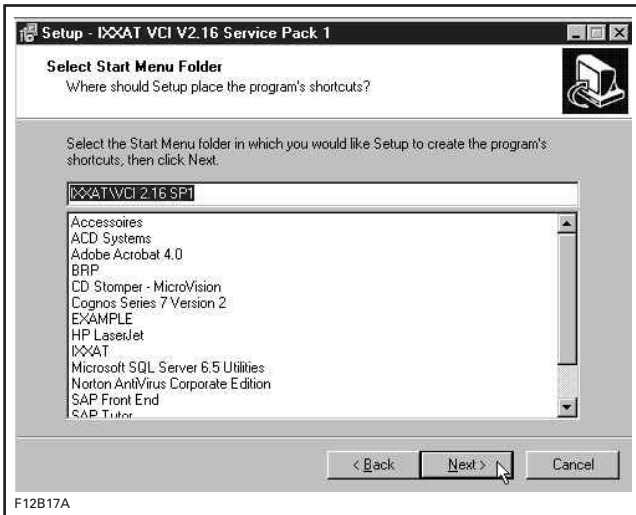 Setup - IXXAT VCI V2.16 Service Pack 1
Select Start Menu Folder
Where should Setup place the program's shortcuts?
Select the Start Menu folder in which you would like Setup to create the program's
shortcuts, then click Next.
IXXAT\VCI 2.16 SP1
Accessoires
ACD Systems
Adobe Acrobat 4.0
BRP
CD Stomper - MicroVision
Cognos Series 7 Version 2
EXAMPLE
HP LaserJet
IXXAT
Microsoft SQL Server 6.5 Utilities
Norton AntiVirus Corporate Edition
SAP Front End
SAP Tutor
< Back Next > Cancel
F12B17A